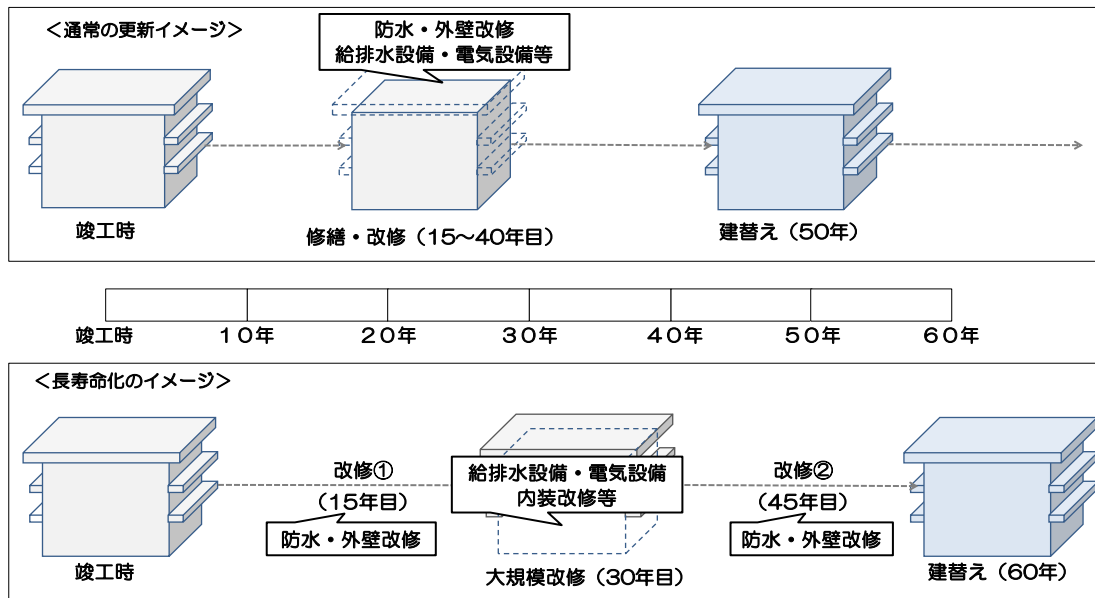 ＜通常の更新イメージ＞
防水・外壁改修
給排水設備・電気設備等
竣工時
修繕・改修（15～40年目）
建替え（50年）
竣工時
10年
20年
30年
40年
50年
60年
＜長寿命化のイメージ＞
改修①
（15年目）
防水・外壁改修
給排水設備・電気設備
内装改修等
改修②
（45年目）
防水・外壁改修
竣工時
大規模改修（30年目）
建替え（60年）